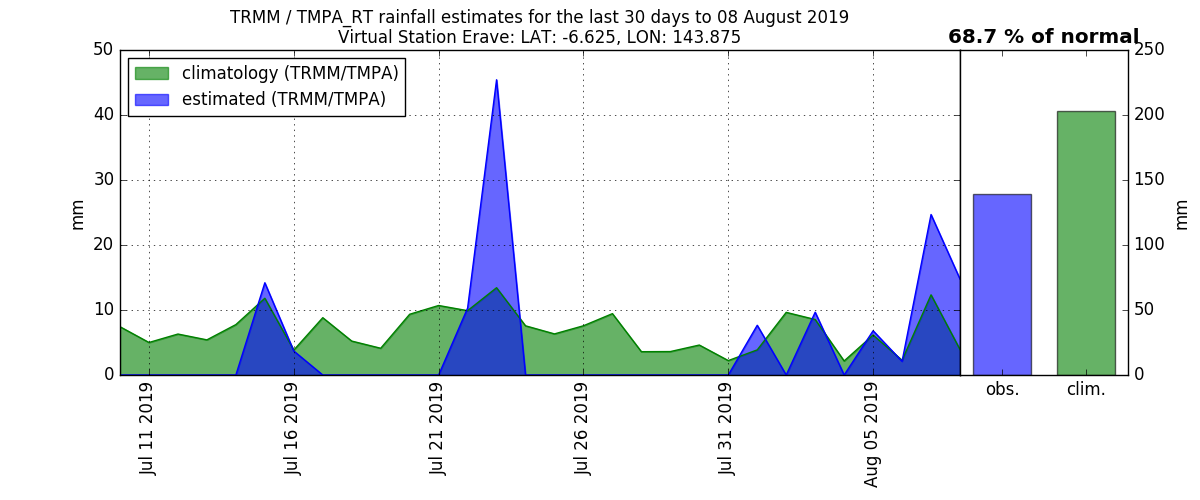 TRMM / TMPA_RT rainfall estimates for the last 30 days to 08 August 2019
Virtual Station Erave: LAT: -6.625, LON: 143.875
68.7 % of normal
climatology (TRMM/TMPA)
estimated (TRMM/TMPA)
50
40
30
20
10
0
mm
250
200
150
100
50
0
mm
Jul 11 2019
Jul 16 2019
Jul 21 2019
Jul 26 2019
Jul 31 2019
Aug 05 2019
obs.
clim.